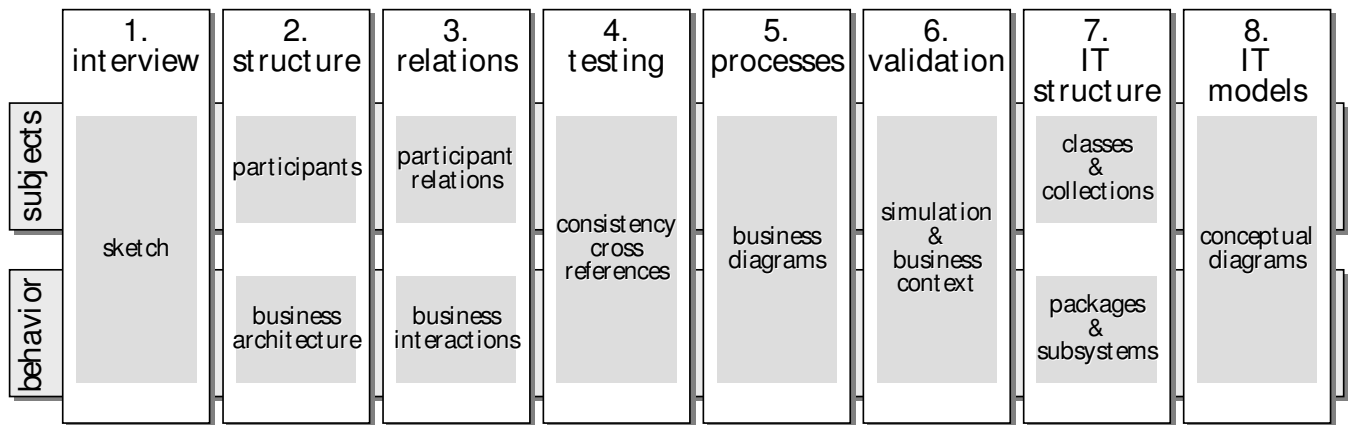 1.
interview
2.
structure
3.
relations
4.
testing
5.
processes
6.
validation
7.
IT
structure
8.
IT
models
subjects
behavior
sketch
participants
business
architecture
participant
relations
business
interactions
consistency
cross
references
business
diagrams
simulation
&
business
context
classes
&
collections
packages
&
subsystems
conceptual
diagrams